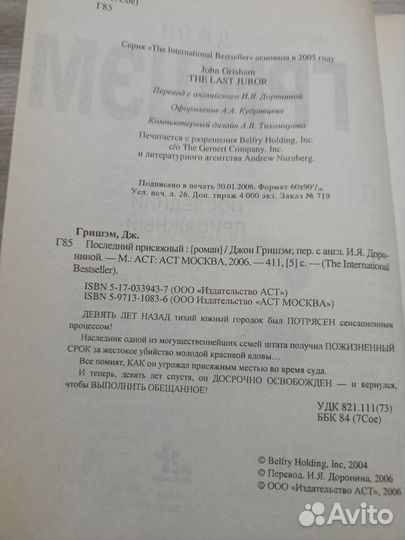 (7Сое)
Г85
Серия «The International Bestseller» основана в 2005 году
John Grisham
THE LAST JUROR
Перевод с английского И.Я. Дорониной
Оформление А.А. Кудрявцева
Компьютерный дизайн А.В. Тихомирова
Печатается с разрешения Belfry Holding, Inc.
c/o The Gernert Company, Inc.
и литературного агентства Andrew Nurnberg.
Подписано в печать 30.01.2006. Формат 60x90 1/16
Усл. печ. л. 26. Доп. тираж 4 000 экз. Заказ № 719
Гришэм, Дж.
Г85 Последний присяжный : [роман] / Джон Гришэм; пер. с англ. И.Я. Доро-
ниной. — М.: АСТ: АСТ МОСКВА, 2006. — 411, [5] с. — (The International
Bestseller).
ISBN 5-17-033943-7 (ООО «Издательство АСТ»)
ISBN 5-9713-1083-6 (ООО Издательство «АСТ МОСКВА»)
ДЕВЯТЬ ЛЕТ НАЗАД тихий южный городок был ПОТРЯСЕН сенсационным
процессом!
Наследник одной из могущественнейших семей штата получил ПОЖИЗНЕННЫЙ
СРОК за жестокое убийство молодой красивой вдовы...
Все помнят, КАК он угрожал присяжным местью во время суда.
И теперь, девять лет спустя, он ДОСРОЧНО ОСВОБОЖДЕН — и вернулся,
чтобы ВЫПОЛНИТЬ ОБЕЩАННОЕ!
УДК 821.111(73)
ББК 84 (7Сое)
© Belfry Holding, Inc, 2004
© Перевод. И.Я. Доронина, 2006
© ООО «Издательство АСТ», 2006
Avito